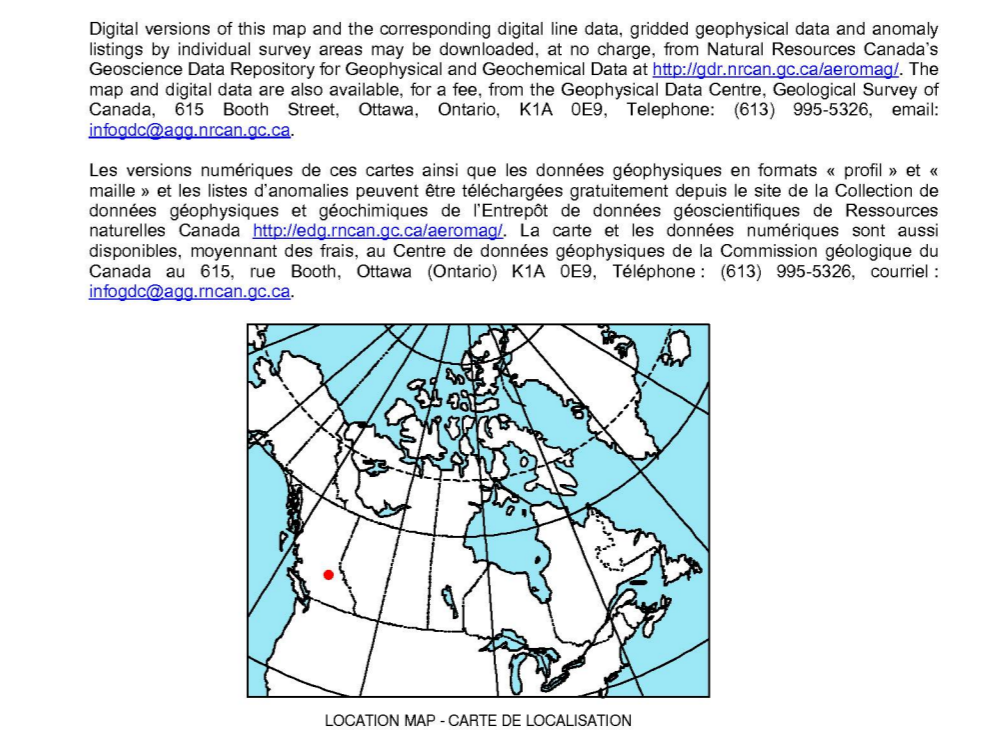 Digital versions of this map and the corresponding digital line data, gridded geophysical data and anomaly
listings by individual survey areas may be downloaded, at no charge, from Natural Resources Canada's
Geoscience Data Repository for Geophysical and Geochemical Data at http://gdr.nrcan.gc.ca/aeromag/. The
map and digital data are also available, for a fee, from the Geophysical Data Centre, Geological Survey of
Canada, 615 Booth Street, Ottawa, Ontario, K1A 0E9, Telephone: (613) 995-5326, email:
infogdc@agg.nrcan.gc.ca.
Les versions numériques de ces cartes ainsi que les données géophysiques en formats « profil » et «
maille » et les listes d'anomalies peuvent être téléchargées gratuitement depuis le site de la Collection de
données géophysiques et géochimiques de l'Entrepôt de données géoscientifiques de Ressources
naturelles Canada http://edg.rncan.gc.ca/aeromag/. La carte et les données numériques sont aussi
disponibles, moyennant des frais, au Centre de données géophysiques de la Commission géologique du
Canada au 615, rue Booth, Ottawa (Ontario) K1A 0E9, Téléphone : (613) 995-5326, courriel :
infogdc@agg.rncan.gc.ca.
LOCATION MAP - CARTE DE LOCALISATION